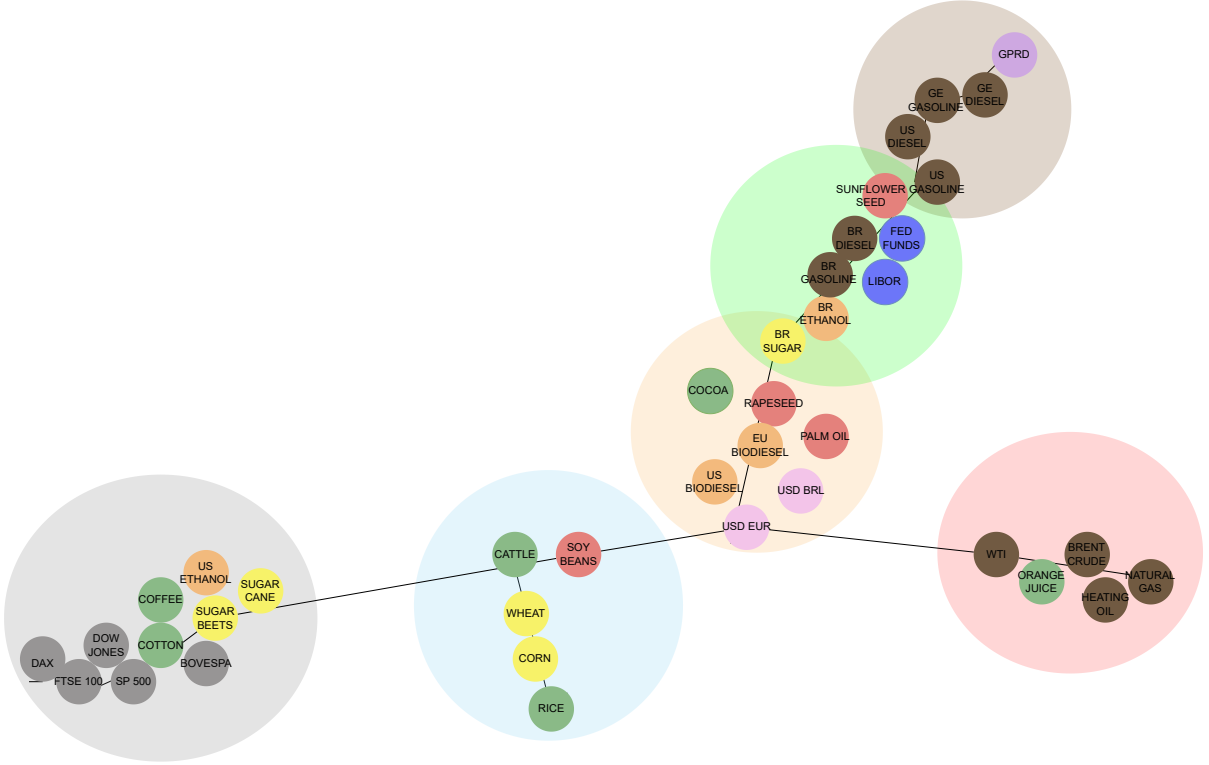 GPRD
GE
DIESEL
GE
GASOLINE
US
DIESEL
US
GASOLINE
SUNFLOWER
SEED
BR
DIESEL
FED
FUNDS
BR
GASOLINE
LIBOR
BR
ETHANOL
BR
SUGAR
COCOA
RAPESEED
PALM OIL
EU
BIODIESEL
US
BIODIESEL
USD BRL
USD EUR
CATTLE
SOY
BEANS
WHEAT
CORN
RICE
WTI
BRENT
CRUDE
ORANGE
JUICE
NATURAL
GAS
HEATING
OIL
US
ETHANOL
SUGAR
CANE
COFFEE
SUGAR
BEETS
DOW
JONES
COTTON
BOVESPA
DAX
FTSE 100
SP 500